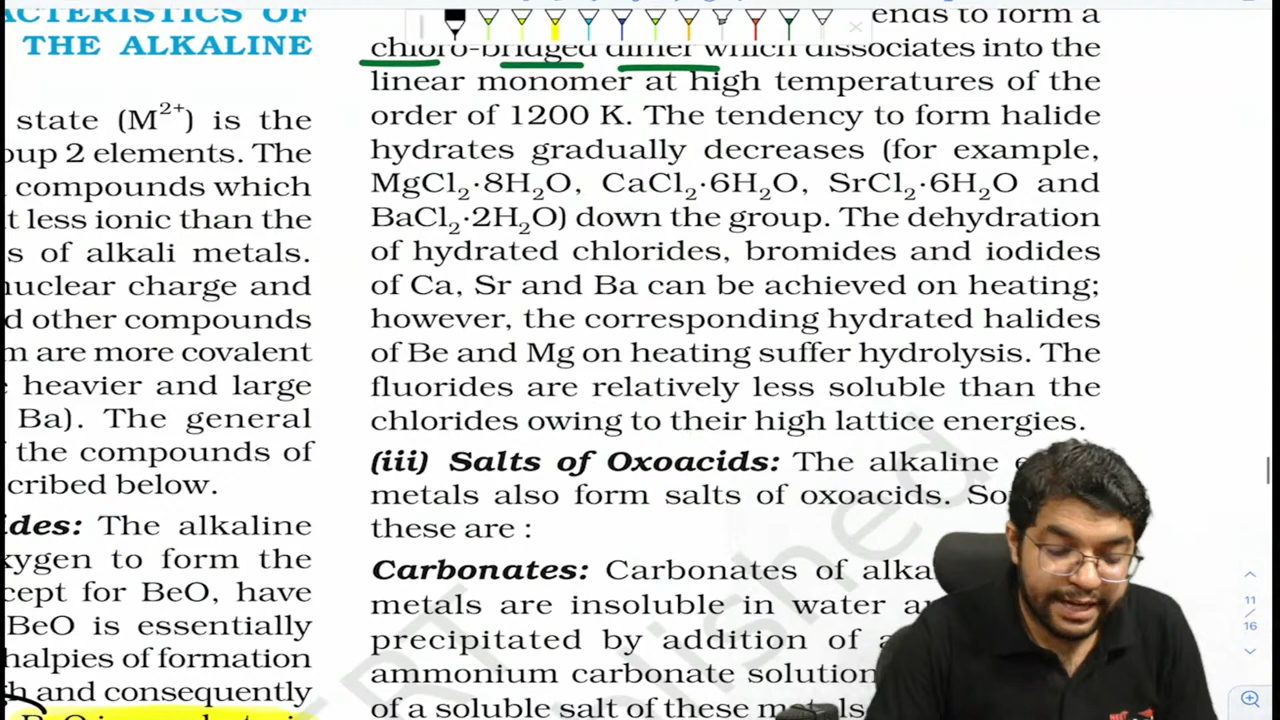 ACTERISTICS OF
THE ALKALINE
state (M²⁺) is the
oup 2 elements. The
compounds which
t less ionic than the
s of alkali metals.
nuclear charge and
d other compounds
m are more covalent
heavier and large
Ba). The general
the compounds of
cribed below.
ides: The alkaline
xygen to form the
cept for BeO, have
BeO is essentially
halpies of formation
h and consequently
ends to form a
chloro-bridged dimer which dissociates into the
linear monomer at high temperatures of the
order of 1200 K. The tendency to form halide
hydrates gradually decreases (for example,
MgCl₂·8H₂O, CaCl₂·6H₂O, SrCl₂·6H₂O and
BaCl₂·2H₂O) down the group. The dehydration
of hydrated chlorides, bromides and iodides
of Ca, Sr and Ba can be achieved on heating;
however, the corresponding hydrated halides
of Be and Mg on heating suffer hydrolysis. The
fluorides are relatively less soluble than the
chlorides owing to their high lattice energies.
(iii) Salts of Oxoacids: The alkaline
metals also form salts of oxoacids. So
these are :
Carbonates: Carbonates of alka
metals are insoluble in water
precipitated by addition of
ammonium carbonate solution
of a soluble salt of these metals
11
/
16